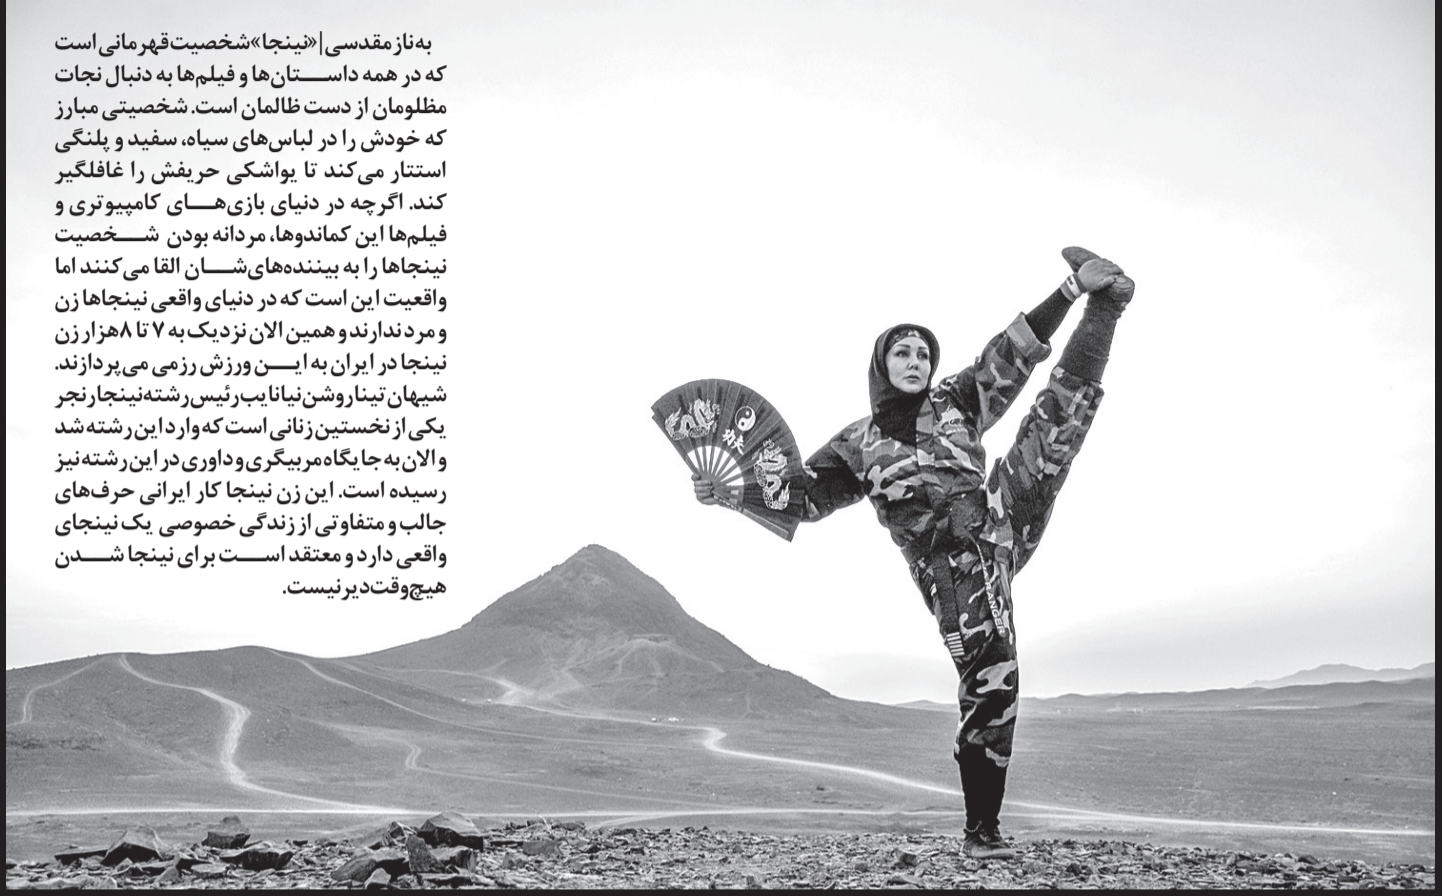 به‌ناز مقدسی|«نینجا»شخصیت قهرمانی است
که در همه داستان‌ها و فیلم‌ها به دنبال نجات
مظلومان از دست ظالمان است. شخصیتی مبارز
که خودش را در لباس‌های سیاه، سفید و پلنگی
استتار می‌کند تا یواشکی حریفش را غافلگیر
کند. اگرچه در دنیای بازی‌های کامپیوتری و
فیلم‌ها این کماندوها، مردانه بودن شخصیت
نینجاها را به بیننده‌های‌شان القا می‌کنند اما
واقعیت این است که در دنیای واقعی نینجاها زن
و مرد ندارند و همین الان نزدیک به ۷ تا ۸هزار زن
نینجا در ایران به این ورزش رزمی می‌پردازند.
شیهان تینا روشن‌نیا نایب رئیس رشته نینجا رنجر
یکی از نخستین زنانی است که وارد این رشته شد
و الان به جایگاه مربیگری و داوری در این رشته نیز
رسیده است. این زن نینجا کار ایرانی حرف‌های
جالب و متفاوتی از زندگی خصوصی یک نینجای
واقعی دارد و معتقد است برای نینجا شدن
هیچ‌وقت دیر نیست.
功夫
RANGER